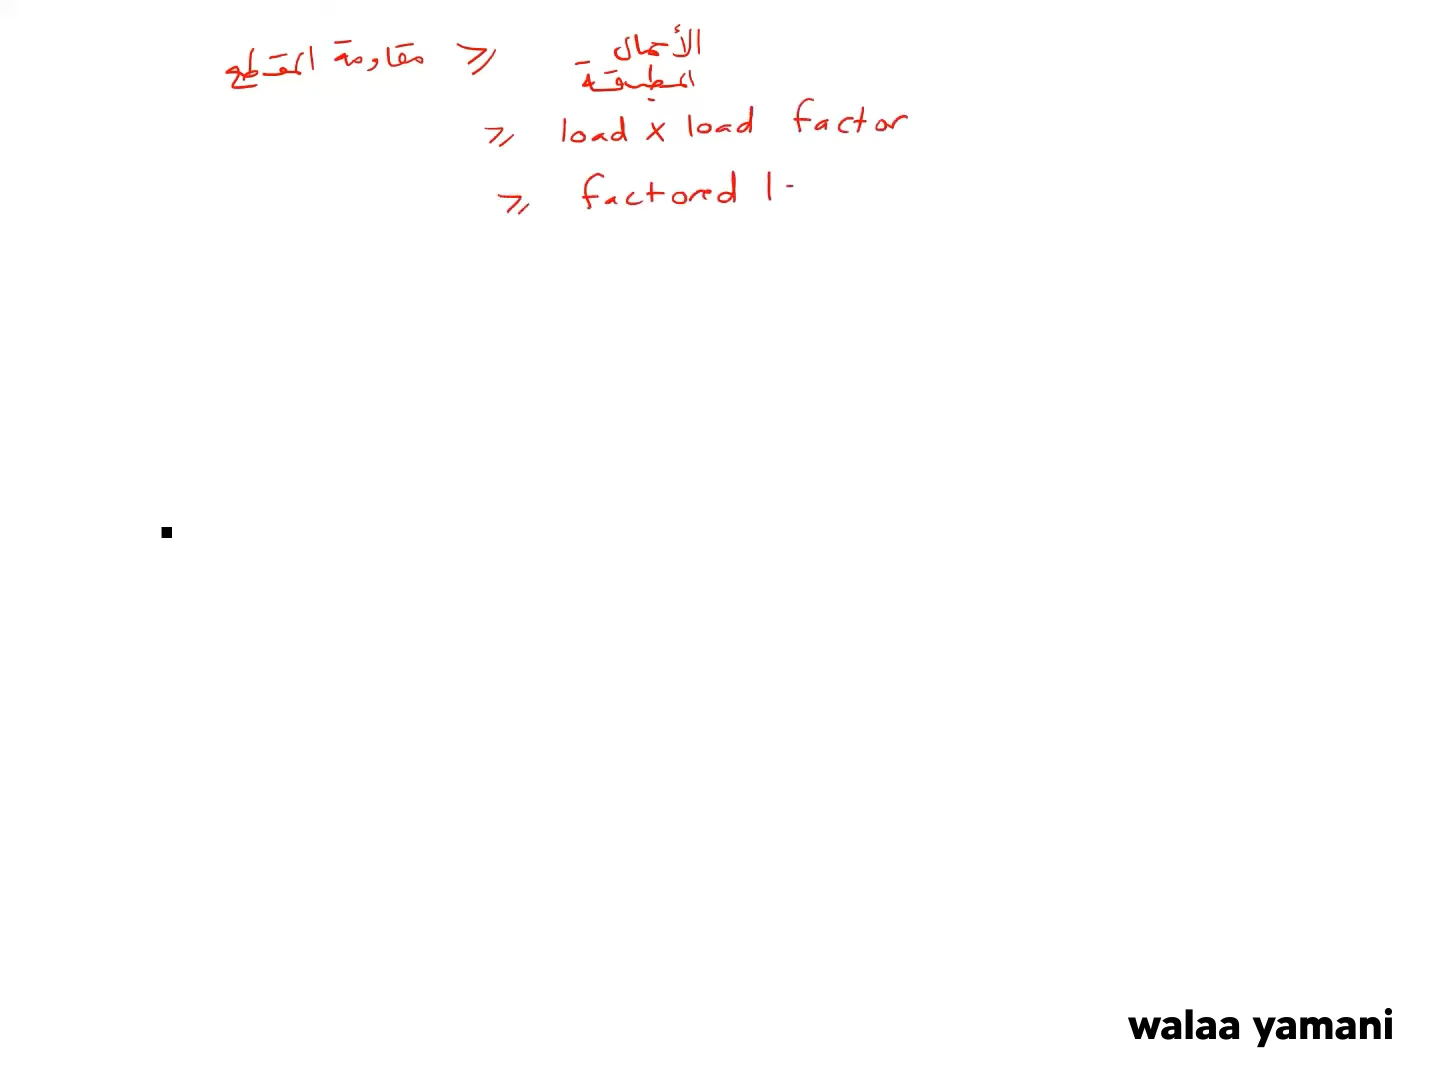 مقاومة المقطع ≥ الأحمال
المطبقة
≥ load x load factor
≥ factored l
walaa yamani